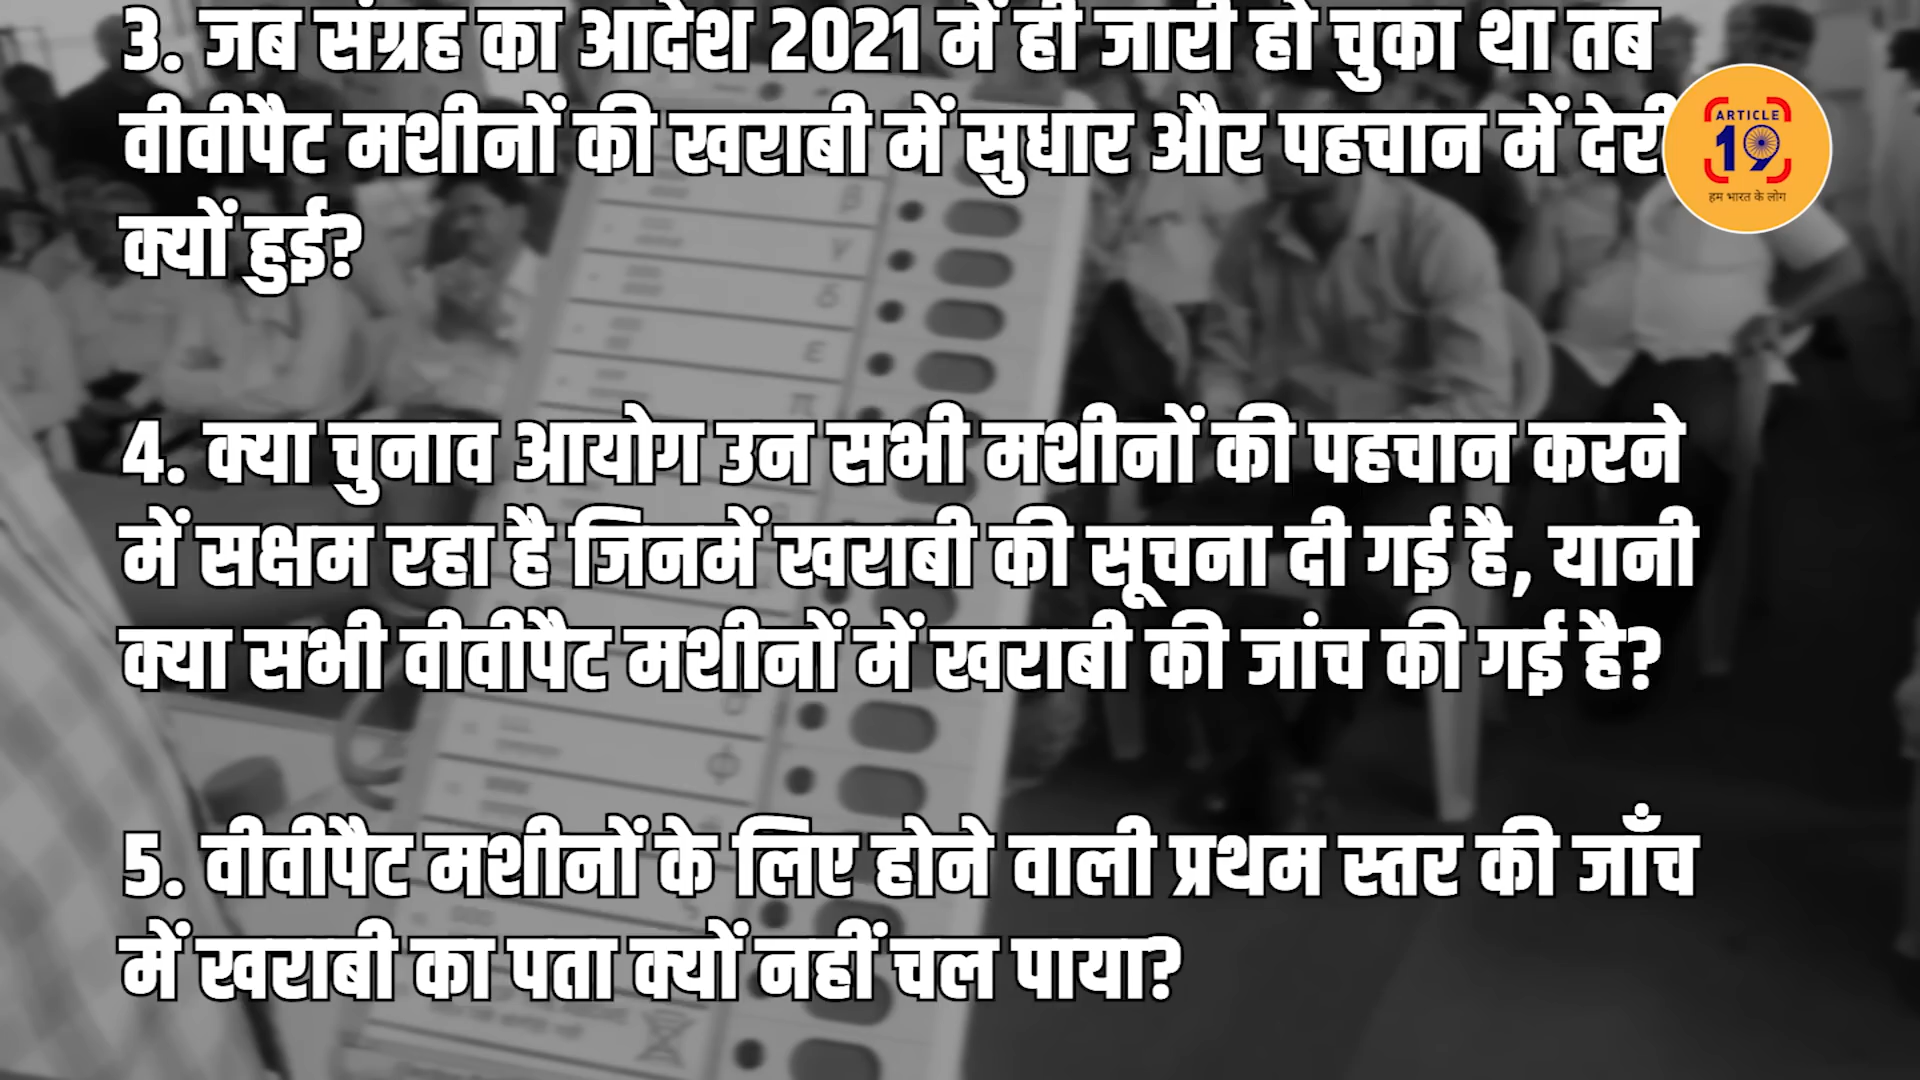 3. जब संग्रह का आदेश 2021 में ही जारी हो चुका था तब
वीवीपैट मशीनों की खराबी में सुधार और पहचान में देरी
क्यों हुई?
ARTICLE
19
हम भारत के लोग
4. क्या चुनाव आयोग उन सभी मशीनों की पहचान करने
में सक्षम रहा है जिनमें खराबी की सूचना दी गई है, यानी
क्या सभी वीवीपैट मशीनों में खराबी की जांच की गई है?
5. वीवीपैट मशीनों के लिए होने वाली प्रथम स्तर की जाँच
में खराबी का पता क्यों नहीं चल पाया?